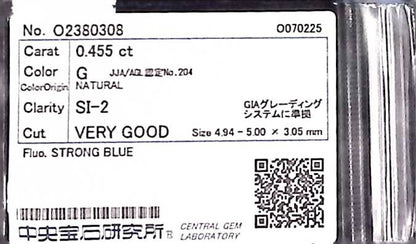 No. O2380308 O070225
Carat 0.455 ct
Color G JJA/AGL 認定No.204
ColorOrigin NATURAL
Clarity SI-2 GIAグレーディング
システムに準拠
Cut VERY GOOD Size 4.94 - 5.00 × 3.05 mm
Fluo. STRONG BLUE
中央宝石研究所® CENTRAL GEM
LABORATORY